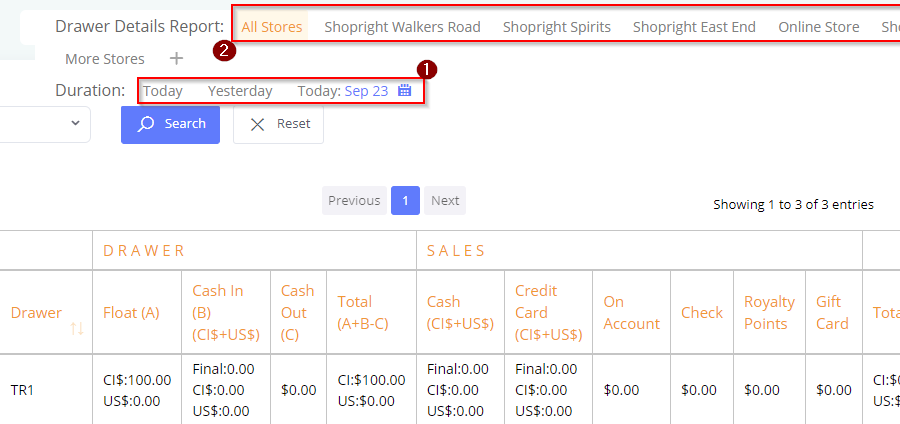 Drawer Details Report: All Stores Shopright Walkers Road Shopright Spirits Shopright East End Online Store
More Stores + 2
1
Duration: Today Yesterday Today: Sep 23
Search Reset
Previous 1 Next
Showing 1 to 3 of 3 entries
DRAWER SALES
Drawer Float (A) Cash In (B) (CI$+US$) Cash Out (C) Total (A+B-C) Cash (CI$+US$) Credit Card (CI$+US$) On Account Check Royalty Points Gift Card
TR1 CI$:100.00 US$:0.00 Final:0.00 CI$:0.00 US$:0.00 $0.00 CI:$100.00 US:$0.00 Final:0.00 CI$:0.00 US$:0.00 Final:0.00 CI$:0.00 US$:0.00 $0.00 $0.00 $0.00 $0.00